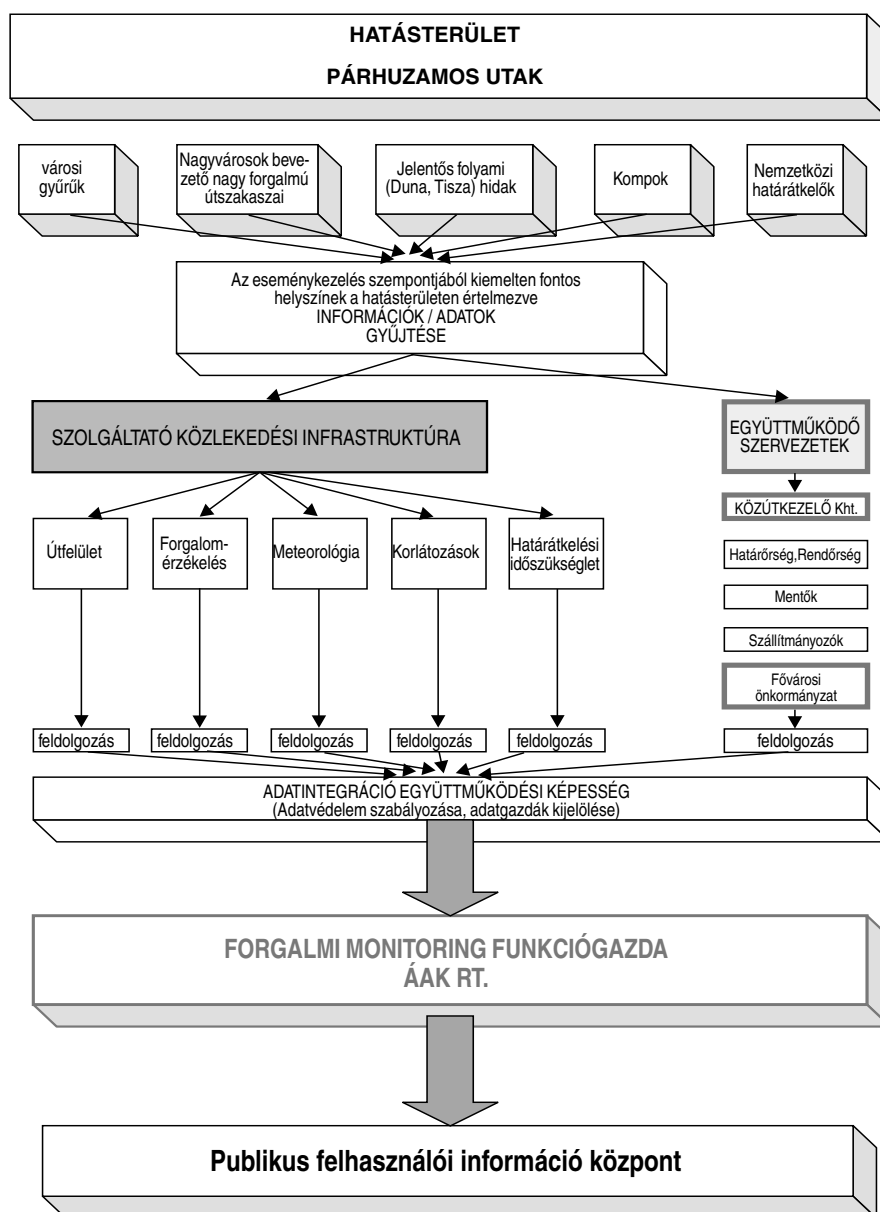 HATÁSTERÜLET
PÁRHUZAMOS UTAK
városi
gyűrűk
Nagyvárosok beve-
zető nagy forgalmú
útszakaszai
Jelentős folyami
(Duna, Tisza) hidak
Kompok
Nemzetközi
határátkelők
Az eseménykezelés szempontjából kiemelten fontos
helyszínek a hatásterületen értelmezve
INFORMÁCIÓK / ADATOK
GYŰJTÉSE
SZOLGÁLTATÓ KÖZLEKEDÉSI INFRASTRUKTÚRA
EGYÜTTMŰKÖDŐ
SZERVEZETEK
KÖZÚTKEZELŐ Kht.
Útfelület
Forgalom-
érzékelés
Meteorológia
Korlátozások
Határátkelési
időszükséglet
Határőrség,Rendőrség
Mentők
Szállítmányozók
Fővárosi
önkormányzat
feldolgozás
feldolgozás
feldolgozás
feldolgozás
feldolgozás
feldolgozás
ADATINTEGRÁCIÓ EGYÜTTMŰKÖDÉSI KÉPESSÉG
(Adatvédelem szabályozása, adatgazdák kijelölése)
FORGALMI MONITORING FUNKCIÓGAZDA
ÁAK RT.
Publikus felhasználói információ központ